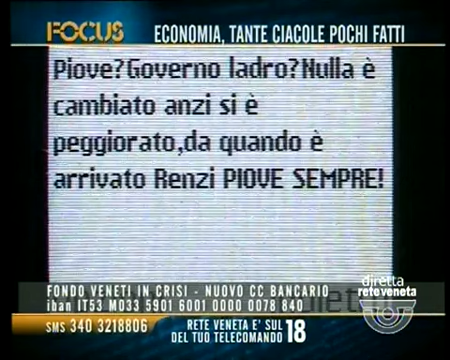 FOCUS
ECONOMIA, TANTE CIACOLE POCHI FATTI
Piove?Governo ladro?Nulla è
cambiato anzi si è
peggiorato,da quando è
arrivato Renzi PIOVE SEMPRE!
FONDO VENETI IN CRISI - NUOVO CC BANCARIO
iban IT53 M033 5901 6001 0000 0078 840
diretta
reteveneta
SMS 340 3218806
RETE VENETA E' SUL
DEL TUO TELECOMANDO 18